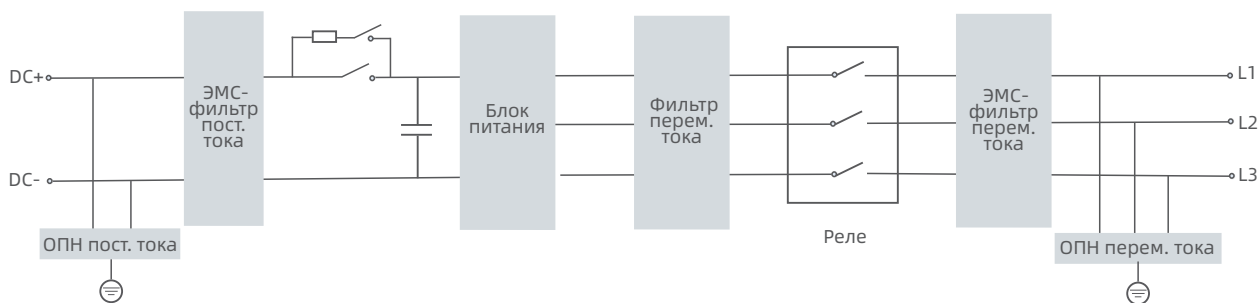 DC+
ЭМС-
фильтр
пост.
тока
Блок
питания
Фильтр
перем.
тока
ЭМС-
фильтр
перем.
тока
L1
L2
DC-
L3
ОПН пост. тока
Реле
ОПН перем. тока